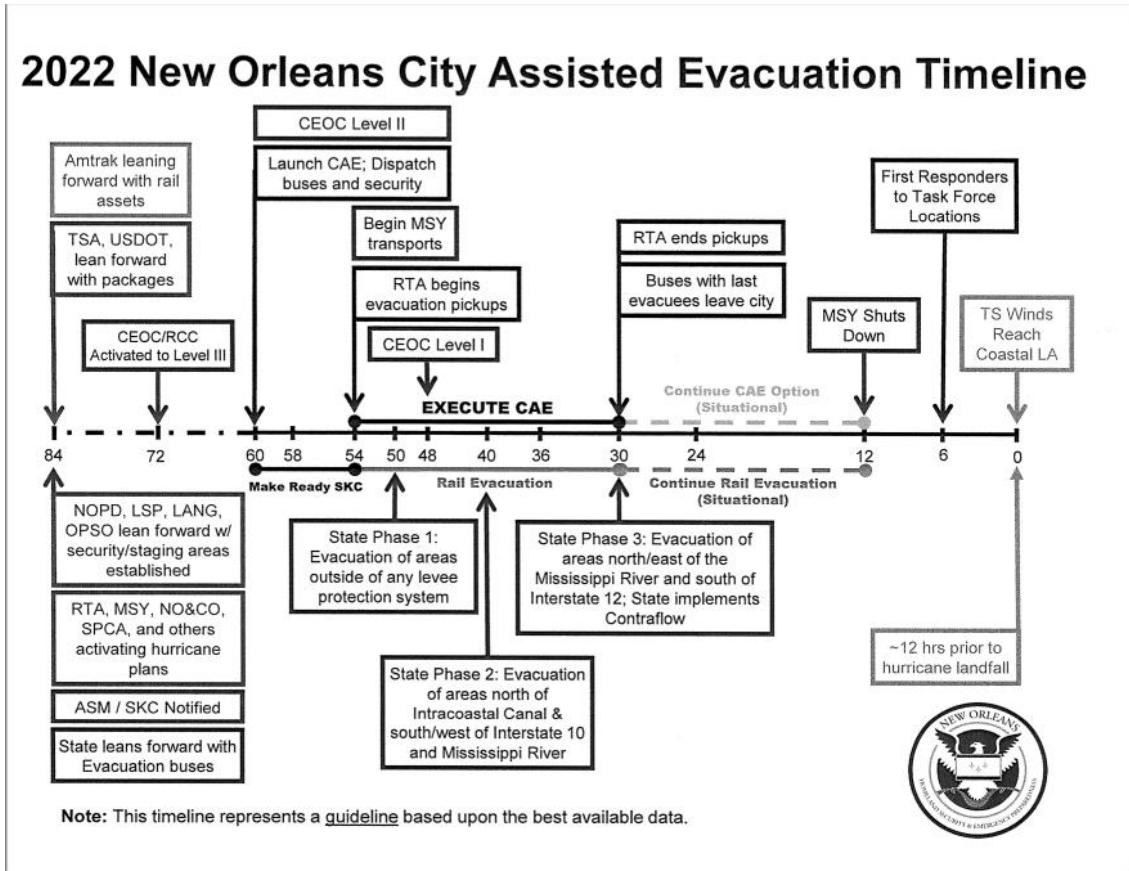 2022 New Orleans City Assisted Evacuation Timeline
CEOC Level II
Amtrak leaning
forward with rail
assets
Launch CAE; Dispatch
buses and security
First Responders
to Task Force
Locations
TSA, USDOT,
lean forward
with packages
Begin MSY
transports
RTA ends pickups
RTA begins
evacuation pickups
Buses with last
evacuees leave city
CEOC/RCC
Activated to Level III
CEOC Level I
MSY Shuts
Down
TS Winds
Reach
Coastal LA
EXECUTE CAE
Continue CAE Option
(Situational)
84 72 60 58 54 50 48 40 36 30 24 12 6 0
Make Ready SKC
Rail Evacuation
Continue Rail Evacuation
(Situational)
NOPD, LSP, LANG,
OPSO lean forward w/
security/staging areas
established
State Phase 1:
Evacuation of areas
outside of any levee
protection system
State Phase 3: Evacuation of
areas north/east of the
Mississippi River and south of
Interstate 12; State implements
Contraflow
RTA, MSY, NO&CO,
SPCA, and others
activating hurricane
plans
~12 hrs prior to
hurricane landfall
State Phase 2: Evacuation
of areas north of
Intracoastal Canal &
south/west of Interstate 10
and Mississippi River
ASM / SKC Notified
State leans forward with
Evacuation buses
NEW ORLEANS
HOMELAND SECURITY & EMERGENCY PREPAREDNESS
Note: This timeline represents a guideline based upon the best available data.